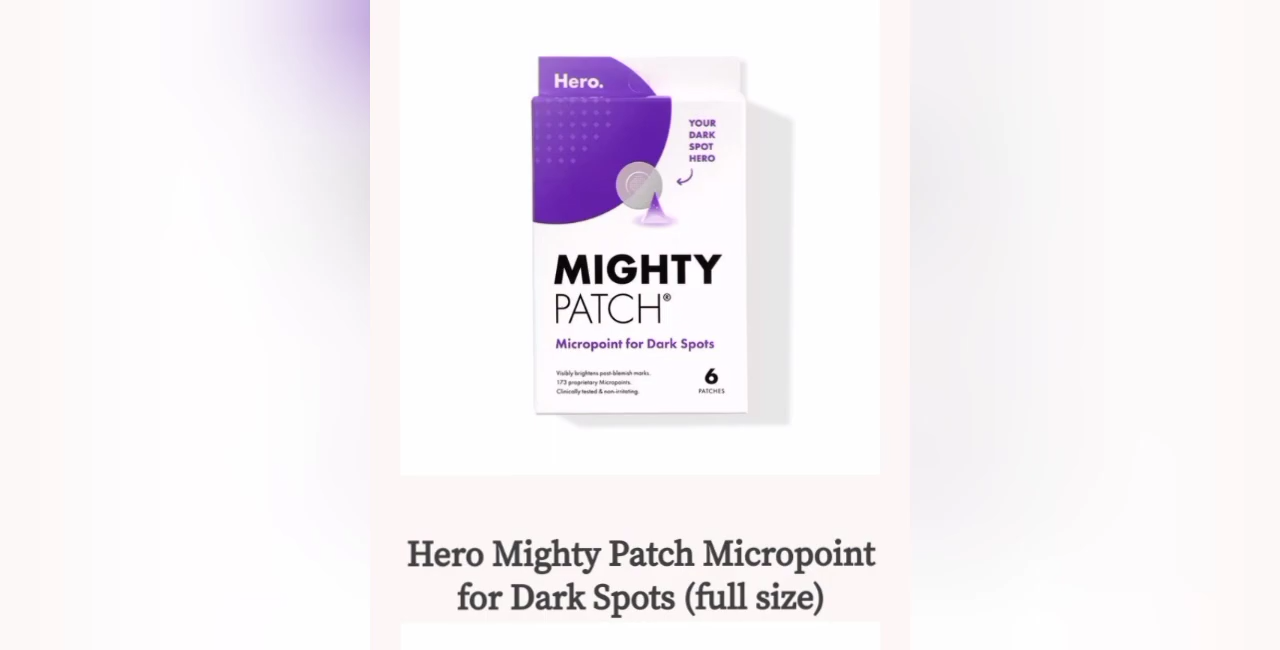 Hero.
YOUR
DARK
SPOT
HERO
MIGHTY
PATCH®
Micropoint for Dark Spots
Visibly brightens post-blemish marks.
173 proprietary Micropoints.
Clinically tested & non-irritating.
6
PATCHES
Hero Mighty Patch Micropoint
for Dark Spots (full size)